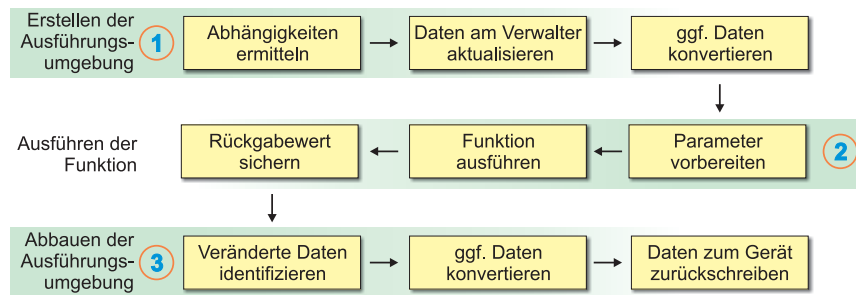 Erstellen der
Ausführungs-
umgebung
1
Abhängigkeiten
ermitteln
Daten am Verwalter
aktualisieren
ggf. Daten
konvertieren
Ausführen der
Funktion
Rückgabewert
sichern
Funktion
ausführen
Parameter
vorbereiten
2
Abbauen der
Ausführungs-
umgebung
3
Veränderte Daten
identifizieren
ggf. Daten
konvertieren
Daten zum Gerät
zurückschreiben